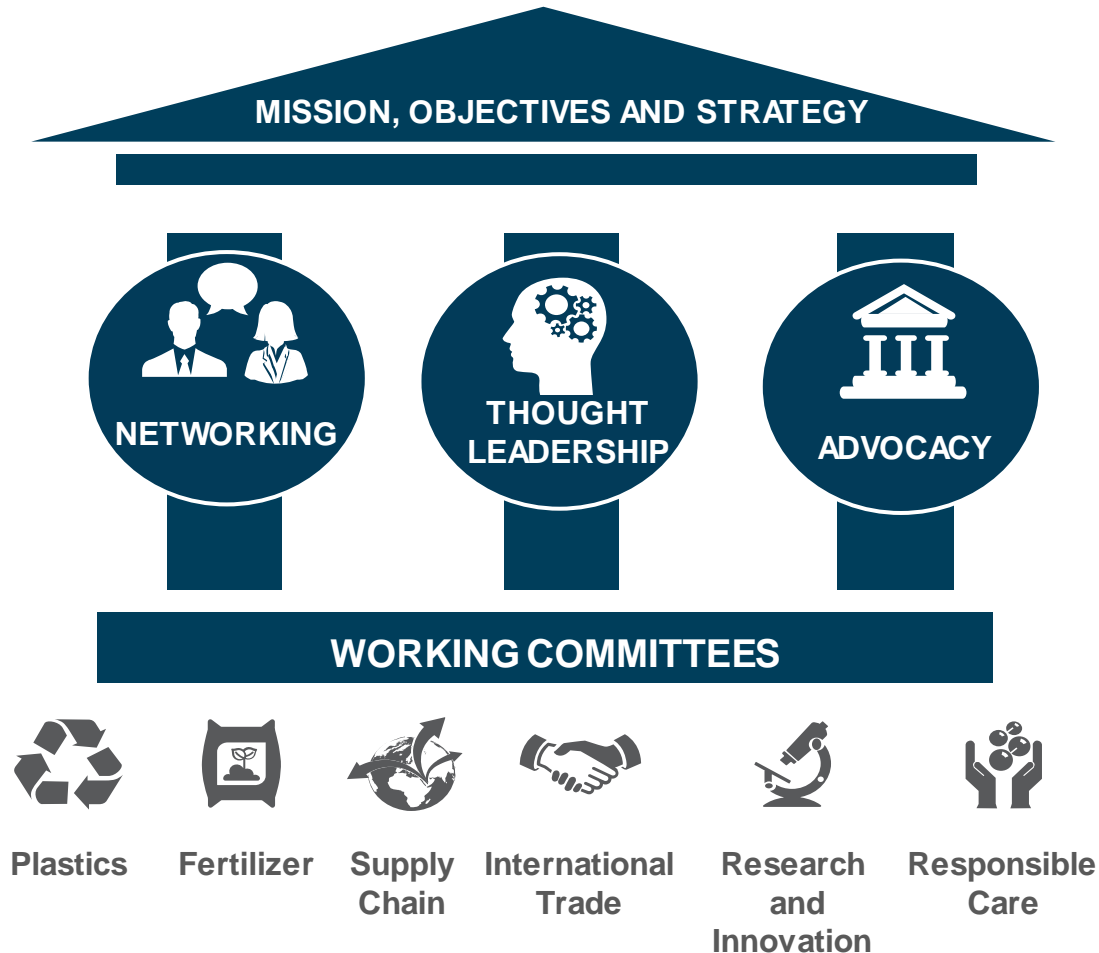 MISSION, OBJECTIVES AND STRATEGY
NETWORKING
THOUGHT
LEADERSHIP
ADVOCACY
WORKING COMMITTEES
Plastics
Fertilizer
Supply
Chain
International
Trade
Research
and
Innovation
Responsible
Care